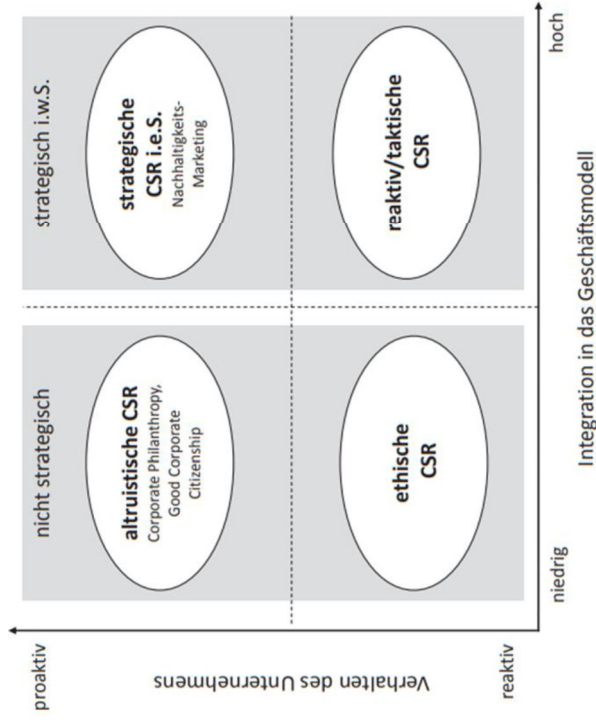 nicht strategisch
strategisch i.w.S.
proaktiv
altruistische CSR
Corporate Philanthropy,
Good Corporate
Citizenship
strategische
CSR i.e.S.
Nachhaltigkeits-
Marketing
Verhalten des Unternehmens
ethische
CSR
reaktiv/taktische
CSR
reaktiv
niedrig
hoch
Integration in das Geschäftsmodell